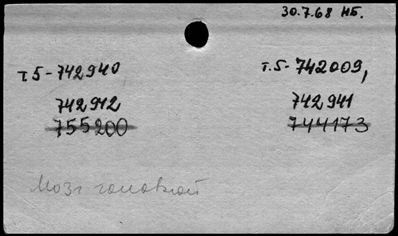 30.7.68 НБ.
т.5-742940 т.5-742009,
742912 742941
755200 744173
Мозг головной